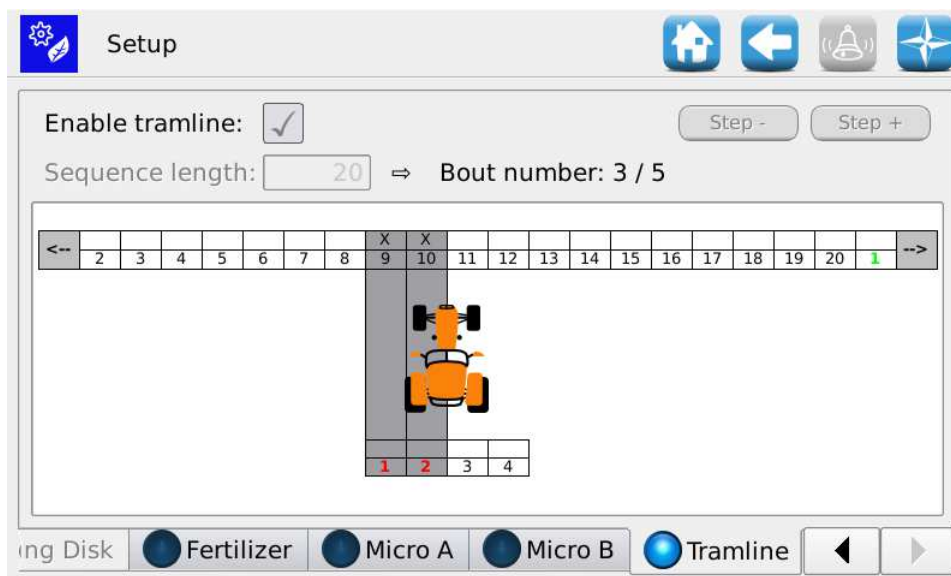 Setup
Enable tramline:
Step -
Step +
Sequence length: 20 ⇨ Bout number: 3 / 5
X X
<-- 2 3 4 5 6 7 8 9 10 11 12 13 14 15 16 17 18 19 20 1 -->
1 2 3 4
ing Disk Fertilizer Micro A Micro B Tramline